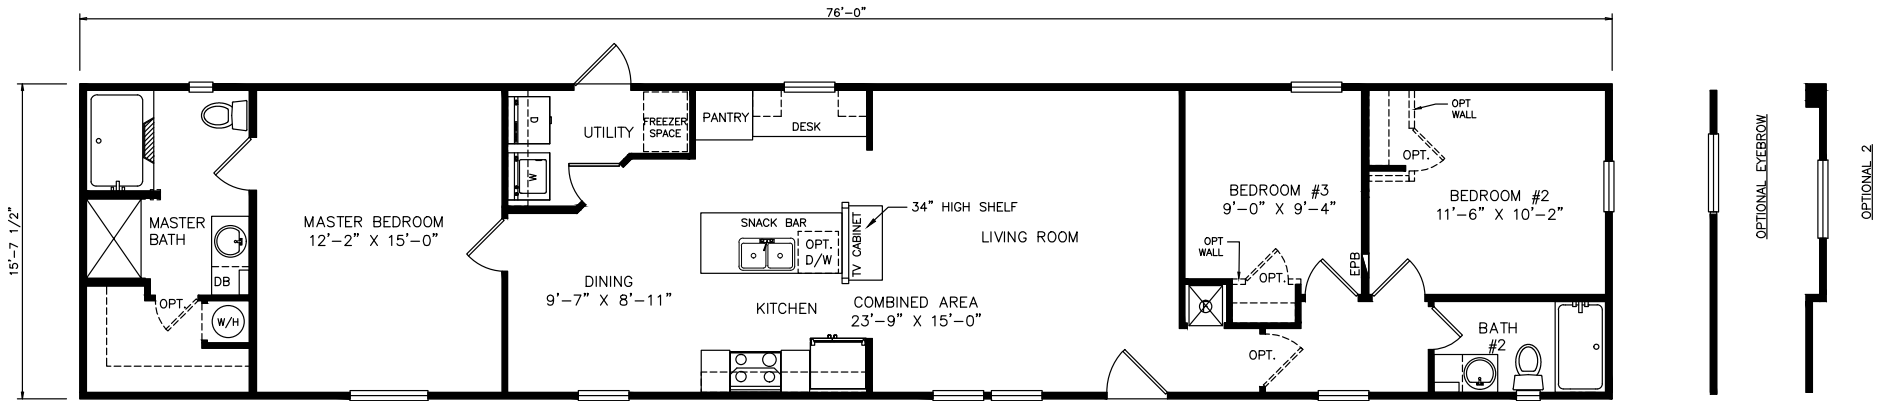 76'-0"
15'-7 1/2"
MASTER
BATH
DB
OPT.
W/H
MASTER BEDROOM
12'-2" X 15'-0"
D
W
UTILITY
FREEZER
SPACE
PANTRY
DESK
DINING
9'-7" X 8'-11"
SNACK BAR
OPT.
D/W
TV CABINET
34" HIGH SHELF
KITCHEN
LIVING ROOM
COMBINED AREA
23'-9" X 15'-0"
BEDROOM #3
9'-0" X 9'-4"
OPT
WALL
OPT.
OPT.
EPB
OPT
WALL
OPT.
BEDROOM #2
11'-6" X 10'-2"
BATH
#2
OPTIONAL EYEBROW
OPTIONAL 2